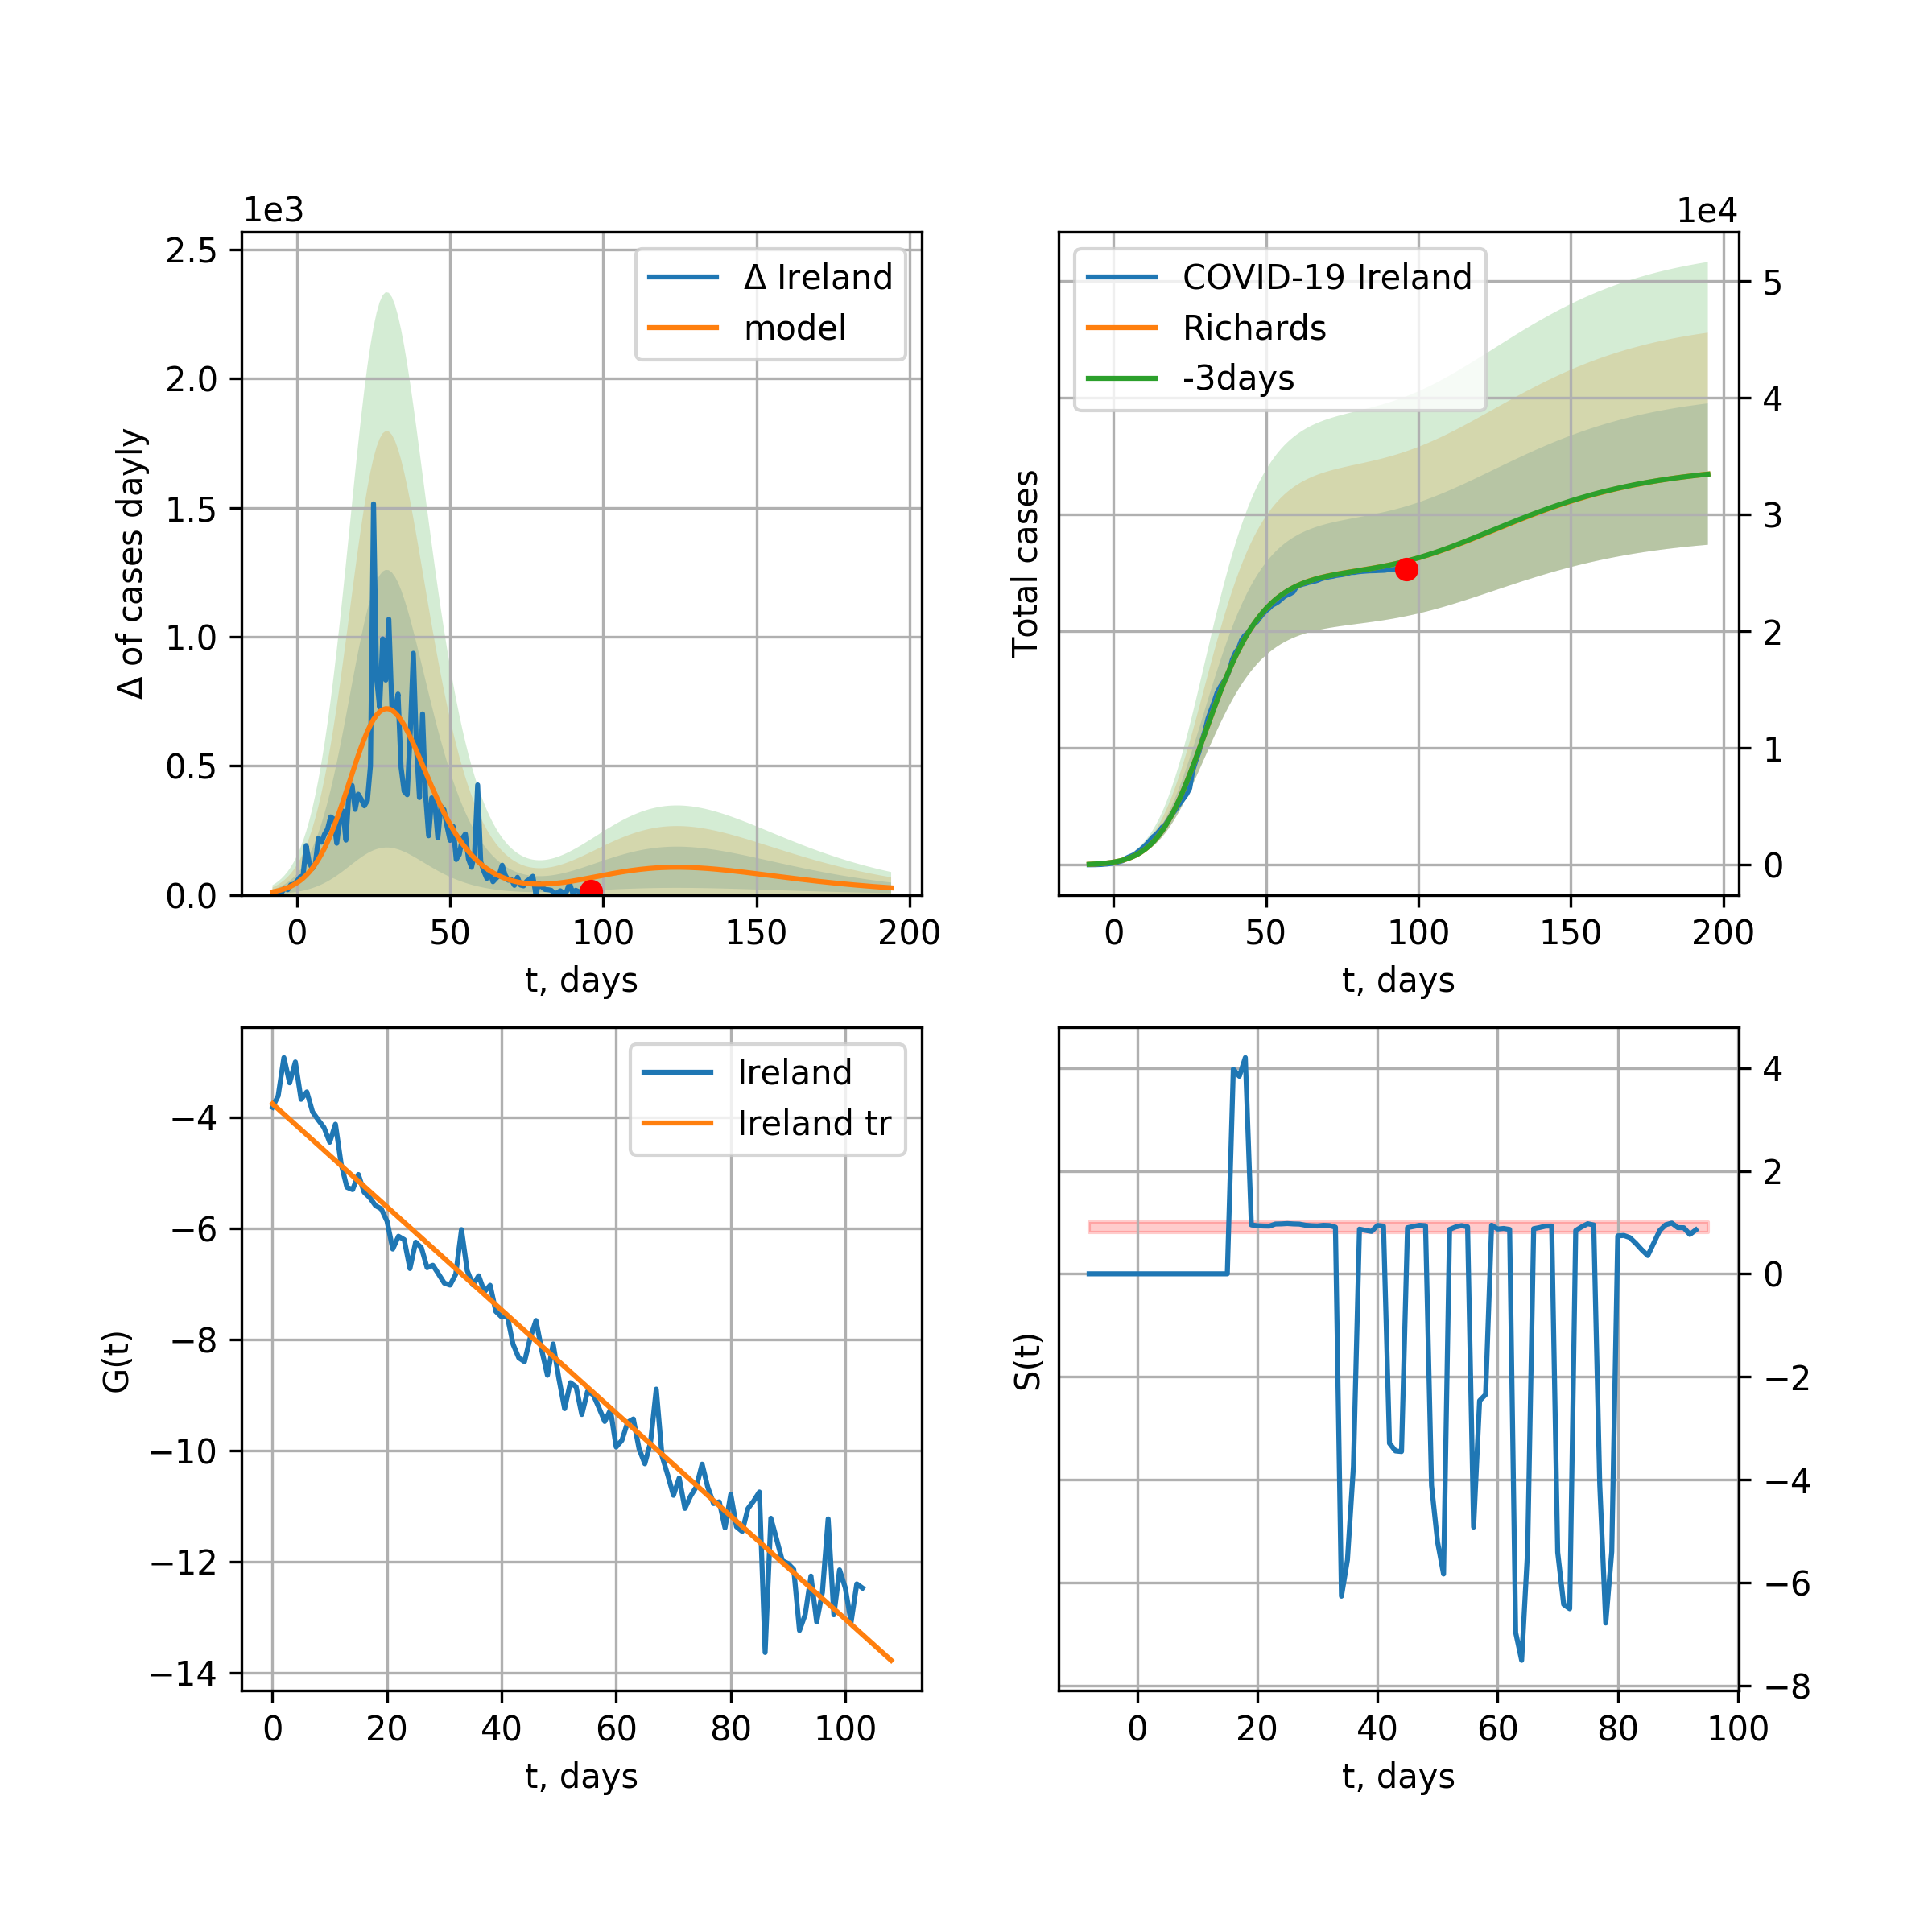 1e3
2.5
2.0
1.5
1.0
0.5
0.0
Δ of cases dayly
Δ Ireland
model
0 50 100 150 200
t, days
1e4
COVID-19 Ireland
Richards
-3days
Total cases
5
4
3
2
1
0
0 50 100 150 200
t, days
Ireland
Ireland tr
G(t)
−4
−6
−8
−10
−12
−14
0 20 40 60 80 100
t, days
S(t)
4
2
0
−2
−4
−6
−8
0 20 40 60 80 100
t, days